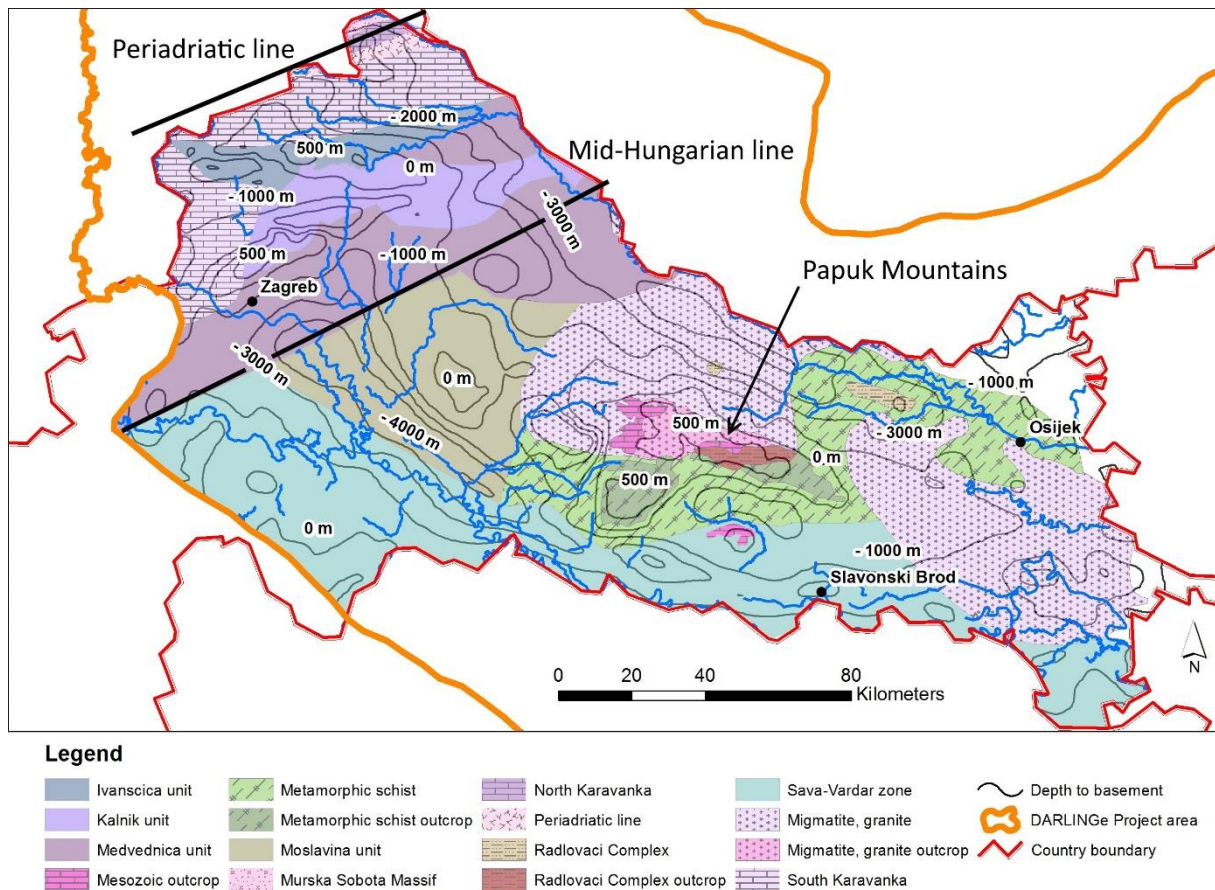 Periadriatic line
- 2000 m
500 m
0 m
Mid-Hungarian line
- 1000 m
- 3000 m
500 m
- 1000 m
Papuk Mountains
Zagreb
- 3000 m
0 m
- 1000 m
500 m
Osijek
- 4000 m
- 3000 m
0 m
500 m
0 m
- 1000 m
Slavonski Brod
N
0 20 40 80
Kilometers
Legend
Ivanscica unit
Kalnik unit
Medvednica unit
Mesozoic outcrop
Metamorphic schist
Metamorphic schist outcrop
Moslavina unit
Murska Sobota Massif
North Karavanka
Periadriatic line
Radlovaci Complex
Radlovaci Complex outcrop
Sava-Vardar zone
Migmatite, granite
Migmatite, granite outcrop
South Karavanka
Depth to basement
DARLINGe Project area
Country boundary